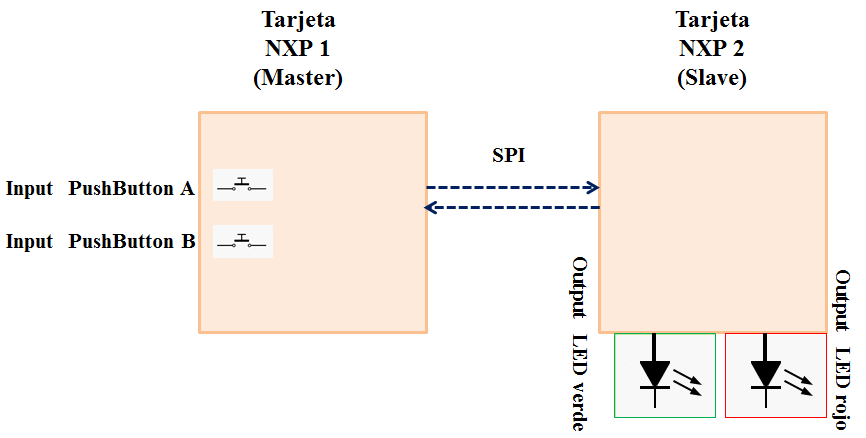 Tarjeta
NXP 1
(Master)
Tarjeta
NXP 2
(Slave)
SPI
Input PushButton A
Input PushButton B
Output LED verde
Output LED rojo